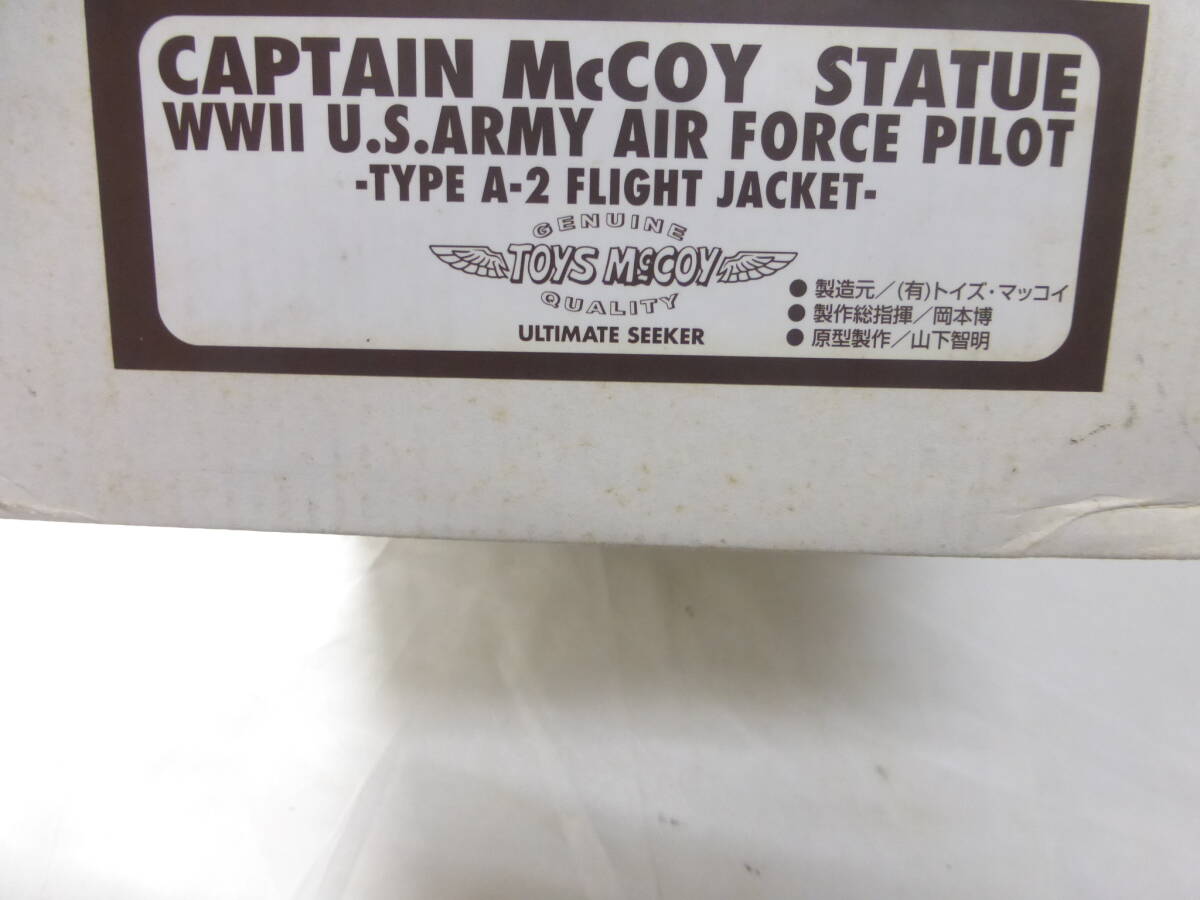 CAPTAIN McCOY STATUE
WWII U.S.ARMY AIR FORCE PILOT
-TYPE A-2 FLIGHT JACKET-
GENUINE
TOYS McCOY
QUALITY
ULTIMATE SEEKER
● 製造元/(有)トイズ・マッコイ
● 製作総指揮/岡本博
● 原型製作/山下智明